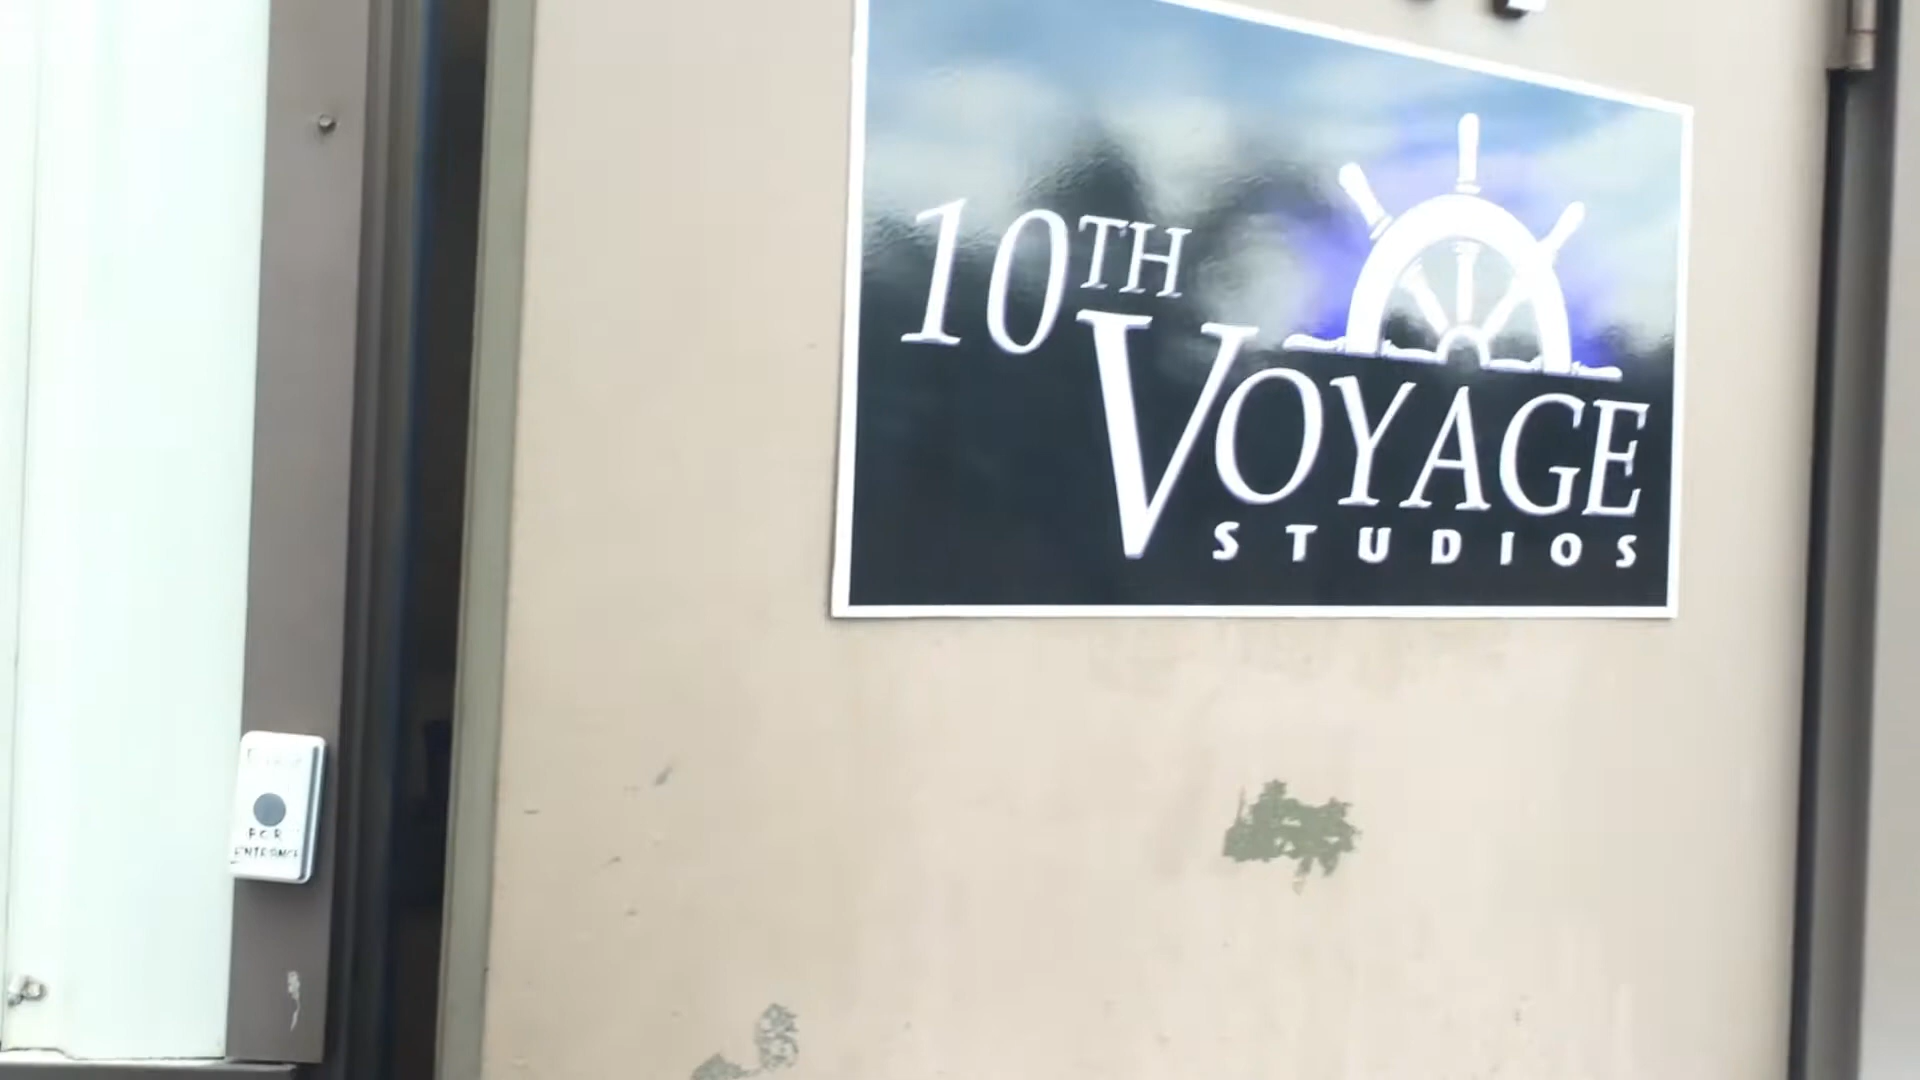 10TH
VOYAGE
STUDIOS
FOR
ENTRANCE